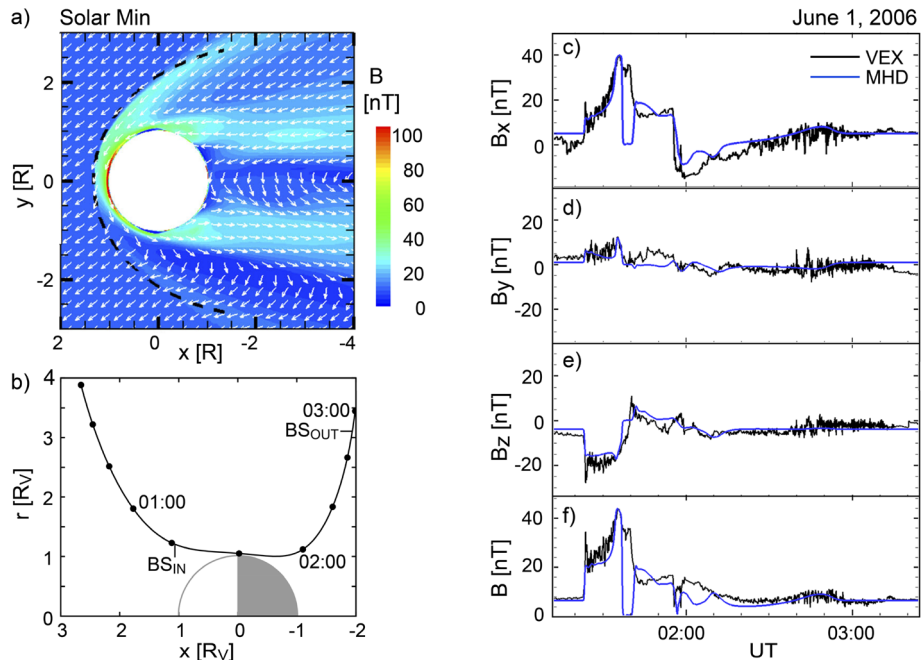 a) Solar Min
June 1, 2006
B
[nT]
100
80
60
40
20
0
y [R]
2
0
-2
2 0 -2 -4
x [R]
b)
r [Rv]
4
3
2
1
0
03:00
BSOUT
01:00
BSIN
02:00
3 2 1 0 -1 -2
x [Rv]
c)
VEX
MHD
Bx [nT]
40
20
0
d)
By [nT]
20
0
-20
e)
Bz [nT]
20
0
-20
f)
B [nT]
40
20
0
02:00 03:00
UT